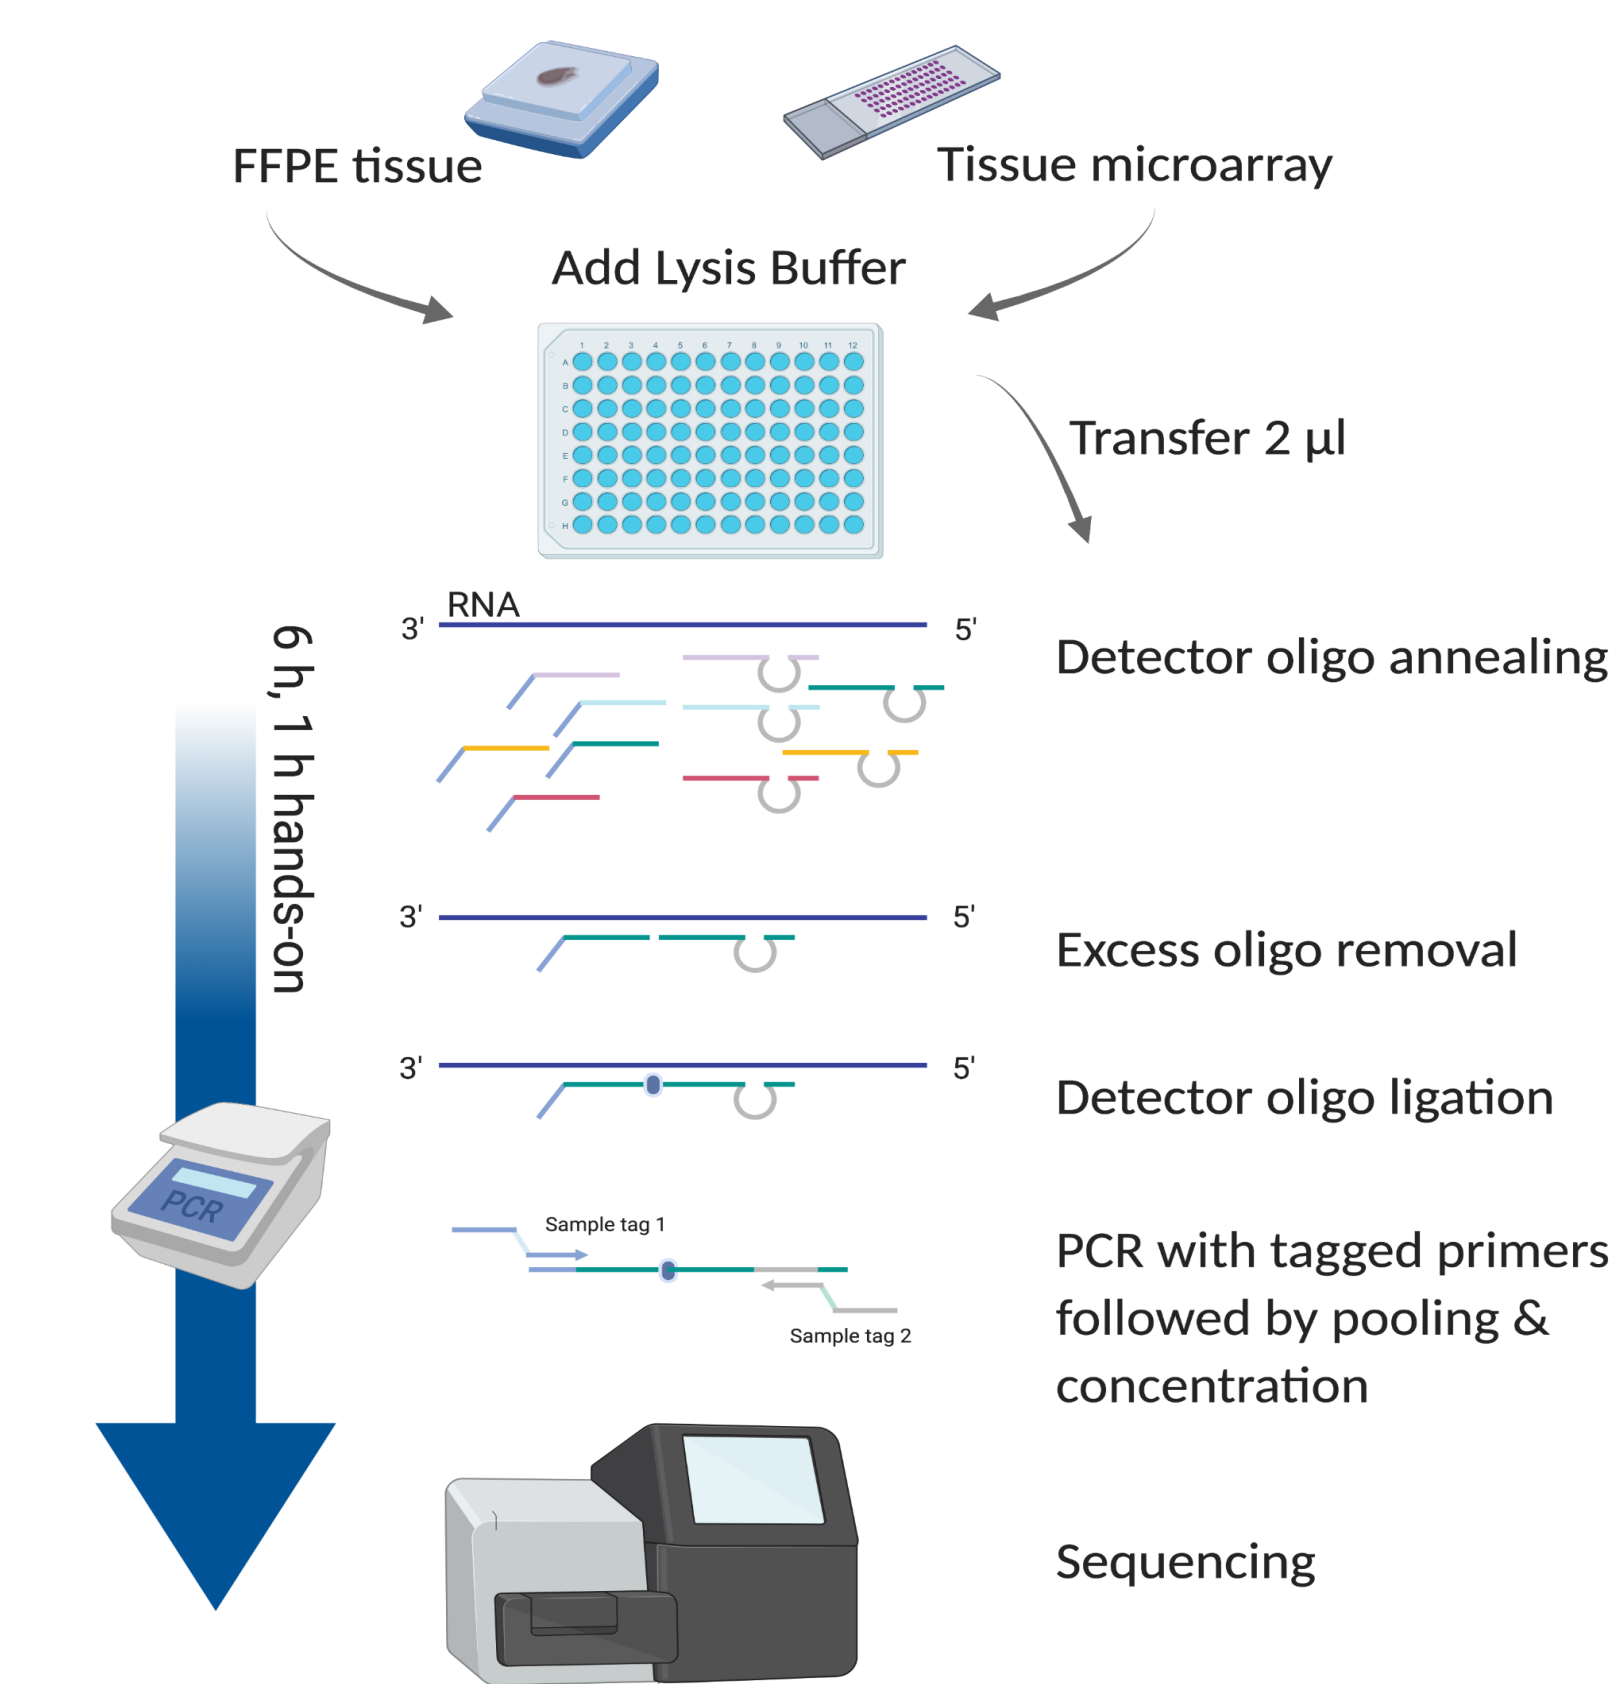 FFPE tissue
Tissue microarray
Add Lysis Buffer
1 2 3 4 5 6 7 8 9 10 11 12
A
B
C
D
E
F
G
H
Transfer 2 µl
6 h, 1 h hands-on
RNA
3' 5'
Detector oligo annealing
3' 5'
Excess oligo removal
3' 5'
Detector oligo ligation
PCR
Sample tag 1
Sample tag 2
PCR with tagged primers
followed by pooling &
concentration
Sequencing